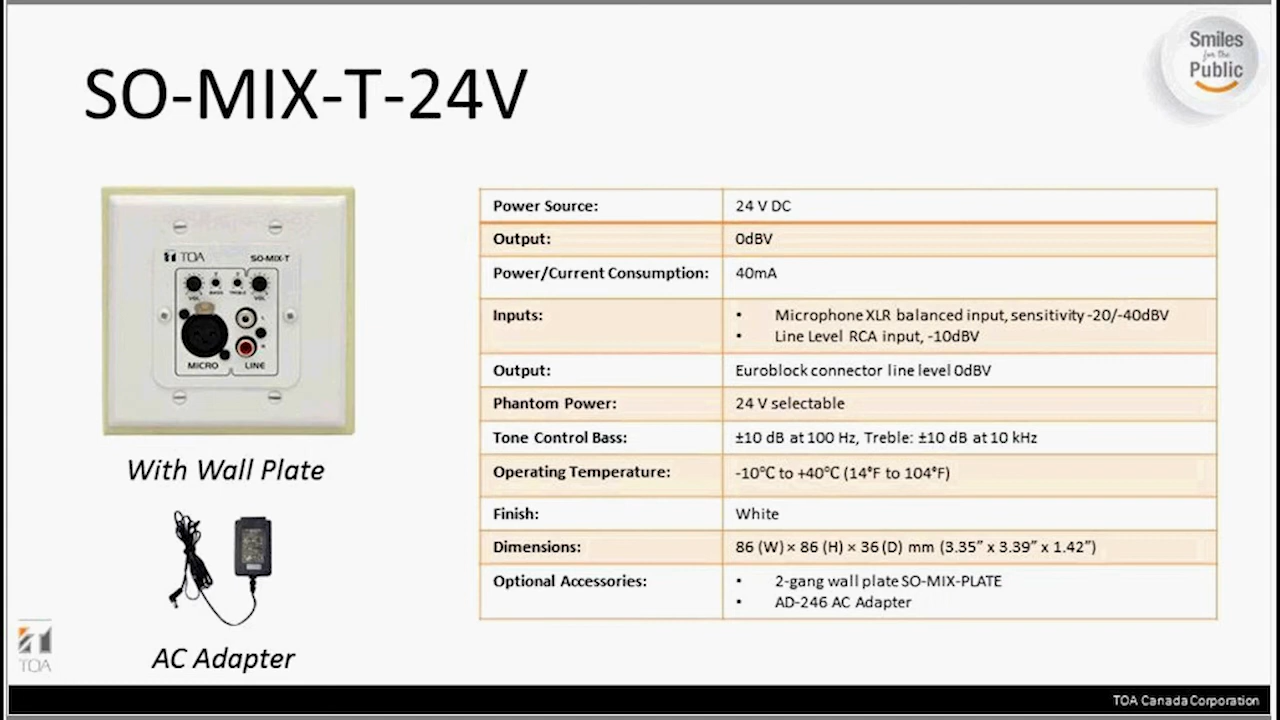 Smiles
for the
Public
SO-MIX-T-24V
TOA SO-MIX-T
VOL BASS TREBLE VOL
L
R
MICRO LINE
With Wall Plate
AC Adapter
Power Source: 24 V DC
Output: 0dBV
Power/Current Consumption: 40mA
Inputs: • Microphone XLR balanced input, sensitivity -20/-40dBV
• Line Level RCA input, -10dBV
Output: Euroblock connector line level 0dBV
Phantom Power: 24 V selectable
Tone Control Bass: ±10 dB at 100 Hz, Treble: ±10 dB at 10 kHz
Operating Temperature: -10°C to +40°C (14°F to 104°F)
Finish: White
Dimensions: 86 (W) × 86 (H) × 36 (D) mm (3.35” x 3.39” x 1.42”)
Optional Accessories: • 2-gang wall plate SO-MIX-PLATE
• AD-246 AC Adapter
TOA
TOA Canada Corporation